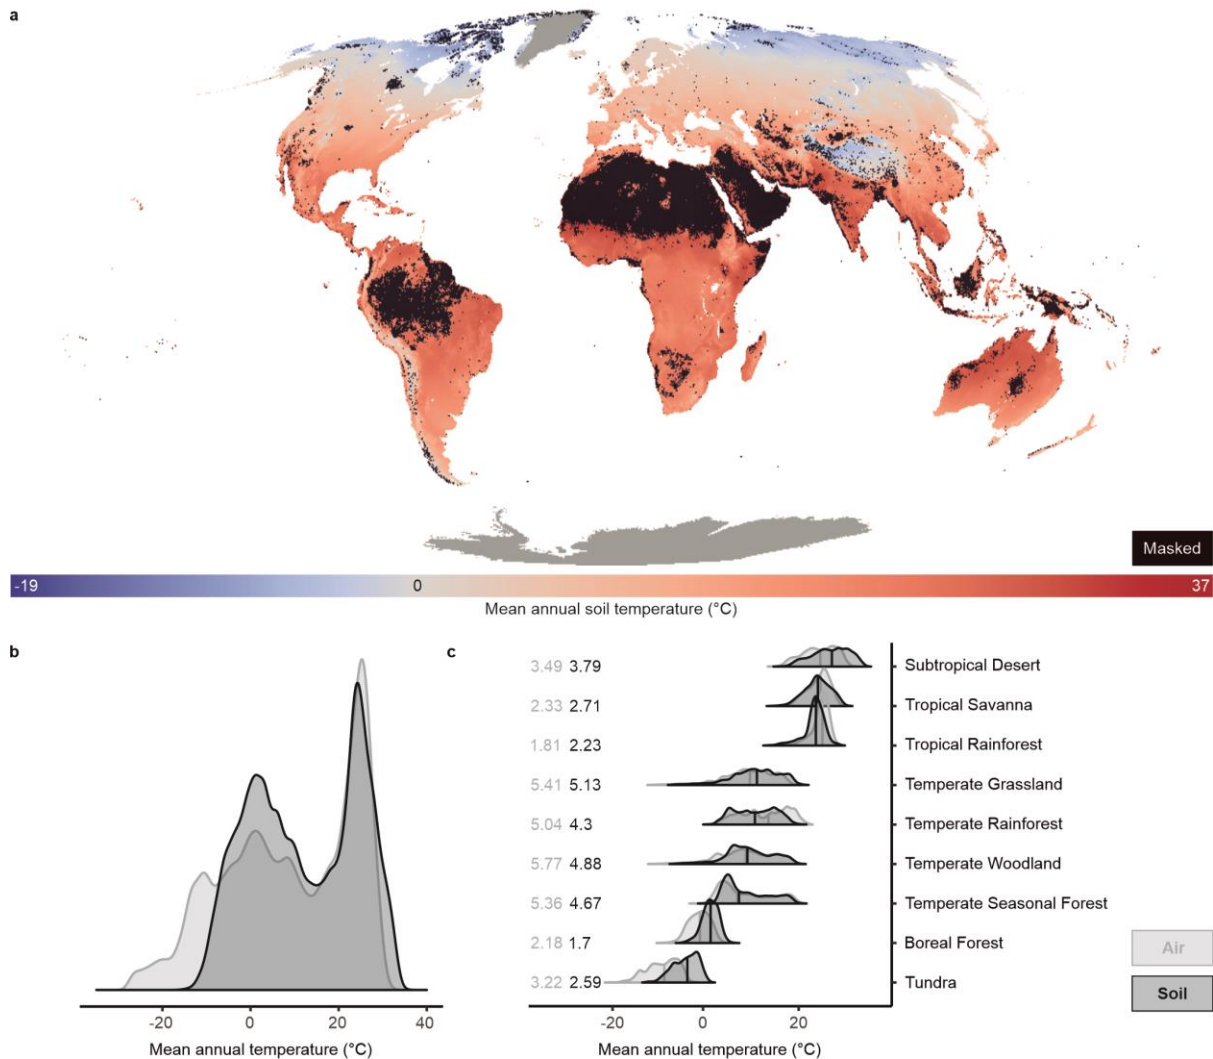 a
Masked
-19 0 37
Mean annual soil temperature (°C)
b
c
3.49 3.79 Subtropical Desert
2.33 2.71 Tropical Savanna
1.81 2.23 Tropical Rainforest
5.41 5.13 Temperate Grassland
5.04 4.3 Temperate Rainforest
5.77 4.88 Temperate Woodland
5.36 4.67 Temperate Seasonal Forest
2.18 1.7 Boreal Forest
3.22 2.59 Tundra
Air
Soil
-20 0 20 40
Mean annual temperature (°C)
-20 0 20
Mean annual temperature (°C)